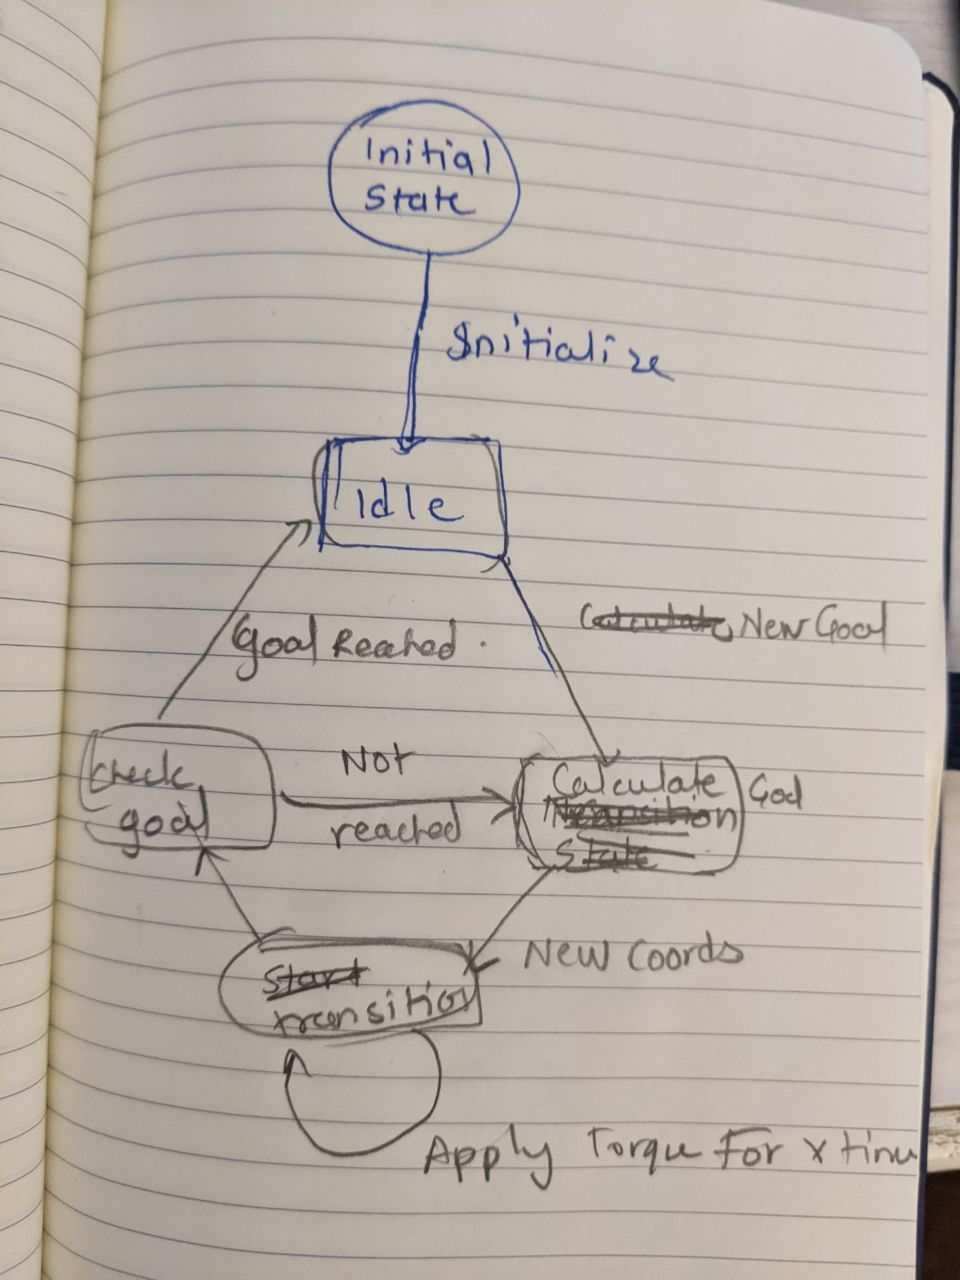 Initial
State
Initialize
Idle
Calculate New Goal
Goal Reached.
Check
goal
Not
reached
Calculate
Transition
State
Goal
New Coords
Start
transition
Apply Torque For x time